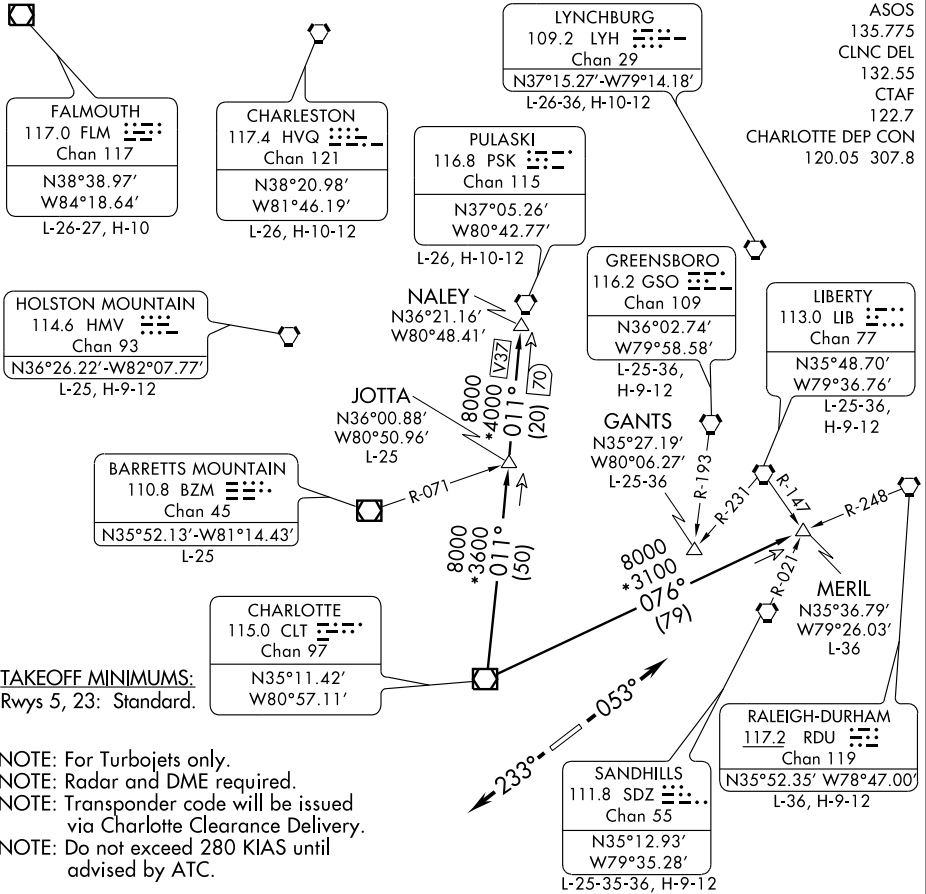 ASOS
135.775
CLNC DEL
132.55
CTAF
122.7
CHARLOTTE DEP CON
120.05 307.8
LYNCHBURG
109.2 LYH
Chan 29
N37°15.27'-W79°14.18'
L-26-36, H-10-12
FALMOUTH
117.0 FLM
Chan 117
N38°38.97'
W84°18.64'
L-26-27, H-10
CHARLESTON
117.4 HVQ
Chan 121
N38°20.98'
W81°46.19'
L-26, H-10-12
PULASKI
116.8 PSK
Chan 115
N37°05.26'
W80°42.77'
L-26, H-10-12
GREENSBORO
116.2 GSO
Chan 109
N36°02.74'
W79°58.58'
L-25-36,
H-9-12
LIBERTY
113.0 LIB
Chan 77
N35°48.70'
W79°36.76'
L-25-36,
H-9-12
HOLSTON MOUNTAIN
114.6 HMV
Chan 93
N36°26.22'-W82°07.77'
L-25, H-9-12
NALEY
N36°21.16'
W80°48.41'
V37
70
8000
*4000
011°
(20)
JOTTA
N36°00.88'
W80°50.96'
L-25
GANTS
N35°27.19'
W80°06.27'
L-25-36
R-193
R-231
R-147
R-248
BARRETTS MOUNTAIN
110.8 BZM
Chan 45
N35°52.13'-W81°14.43'
L-25
R-071
8000
*3600
011°
(50)
8000
*3100
076°
(79)
R-021
MERIL
N35°36.79'
W79°26.03'
L-36
CHARLOTTE
115.0 CLT
Chan 97
N35°11.42'
W80°57.11'
TAKEOFF MINIMUMS:
Rwys 5, 23: Standard.
233°
053°
RALEIGH-DURHAM
117.2 RDU
Chan 119
N35°52.35' W78°47.00'
L-36, H-9-12
SANDHILLS
111.8 SDZ
Chan 55
N35°12.93'
W79°35.28'
L-25-35-36, H-9-12
NOTE: For Turbojets only.
NOTE: Radar and DME required.
NOTE: Transponder code will be issued
via Charlotte Clearance Delivery.
NOTE: Do not exceed 280 KIAS until
advised by ATC.